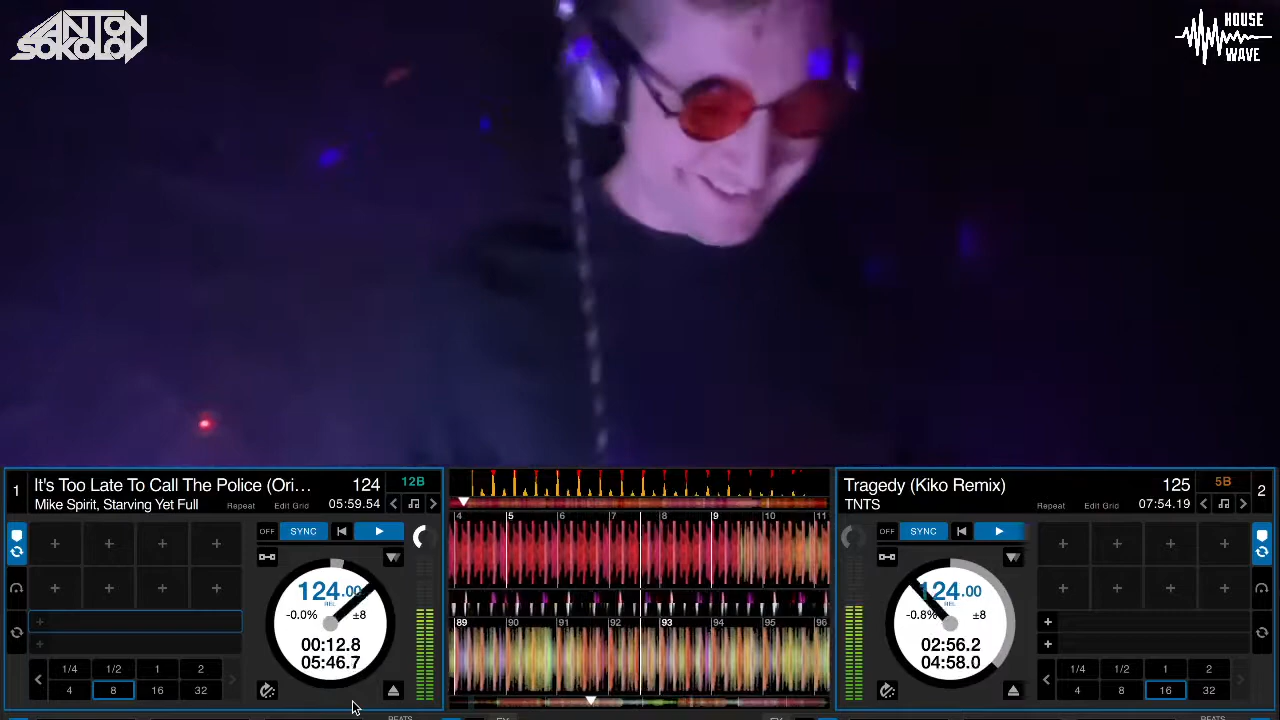 ANTON
SOKOLOV
HOUSE
WAVE
1
It's Too Late To Call The Police (Ori...
124
12B
Mike Spirit, Starving Yet Full
Repeat
Edit Grid
05:59.54
OFF
SYNC
124.00
REL
-0.0%
±8
00:12.8
05:46.7
1/4
1/2
1
2
4
8
16
32
4
5
6
7
8
9
10
11
89
90
91
92
93
94
95
96
Tragedy (Kiko Remix)
125
5B
2
TNTS
Repeat
Edit Grid
07:54.19
OFF
SYNC
124.00
REL
-0.8%
±8
02:56.2
04:58.0
1/4
1/2
1
2
4
8
16
32
BEATS